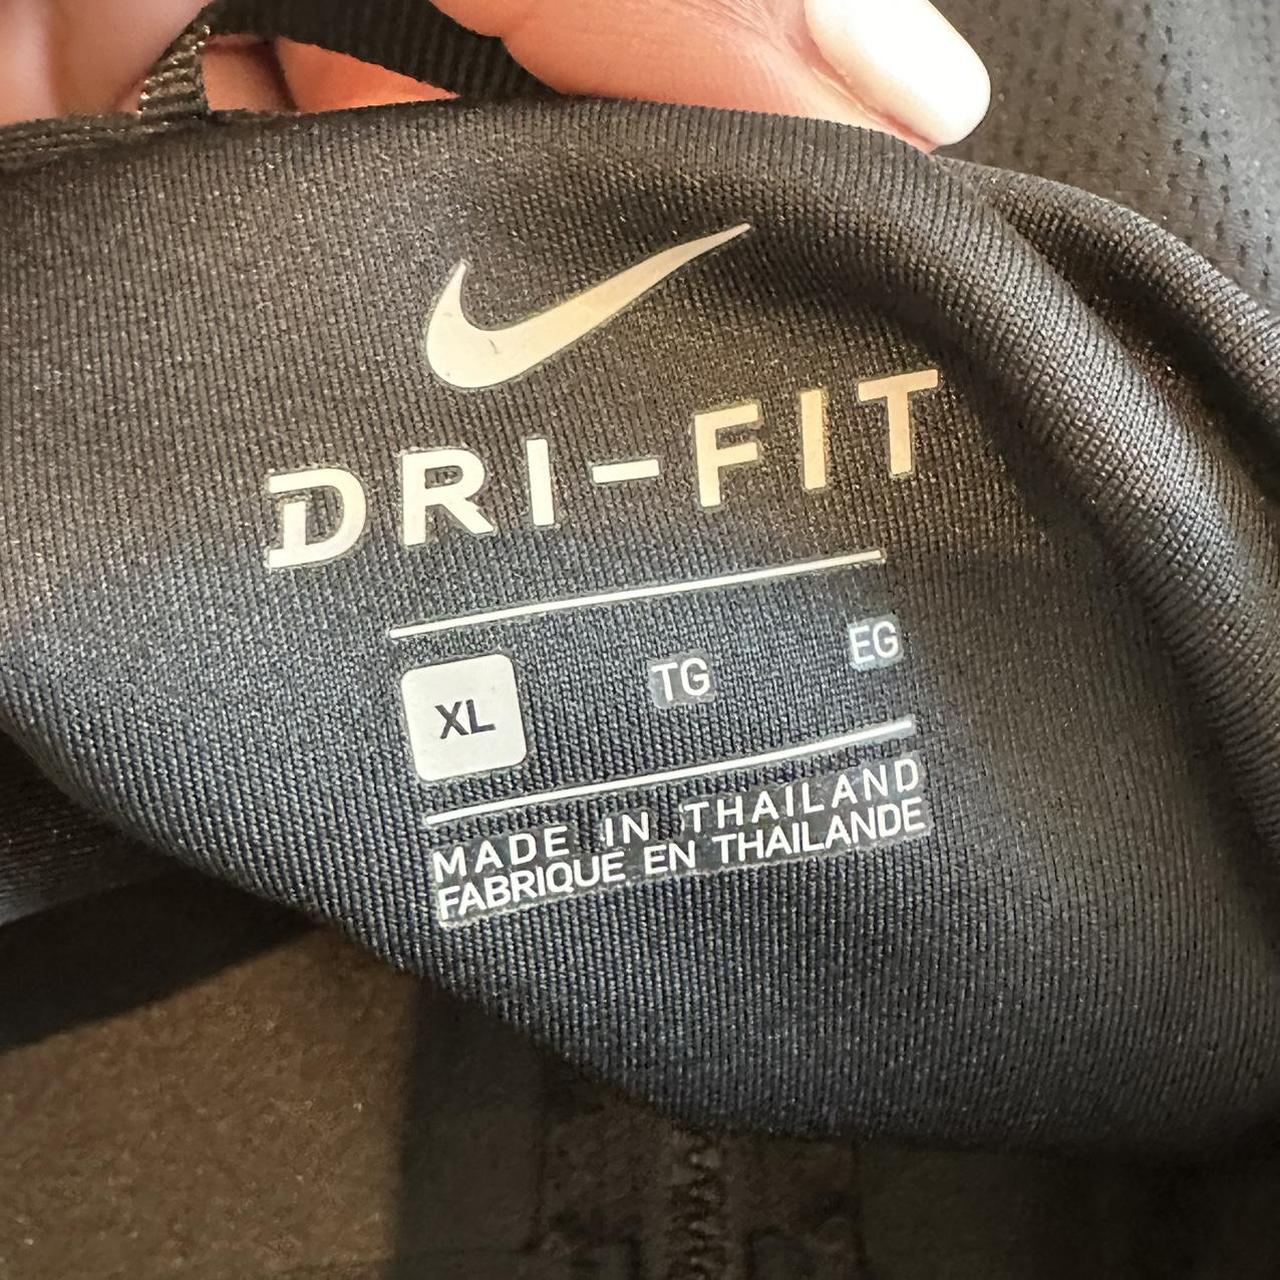 DRI-FIT
XL TG EG
MADE IN THAILAND
FABRIQUE EN THAILANDE